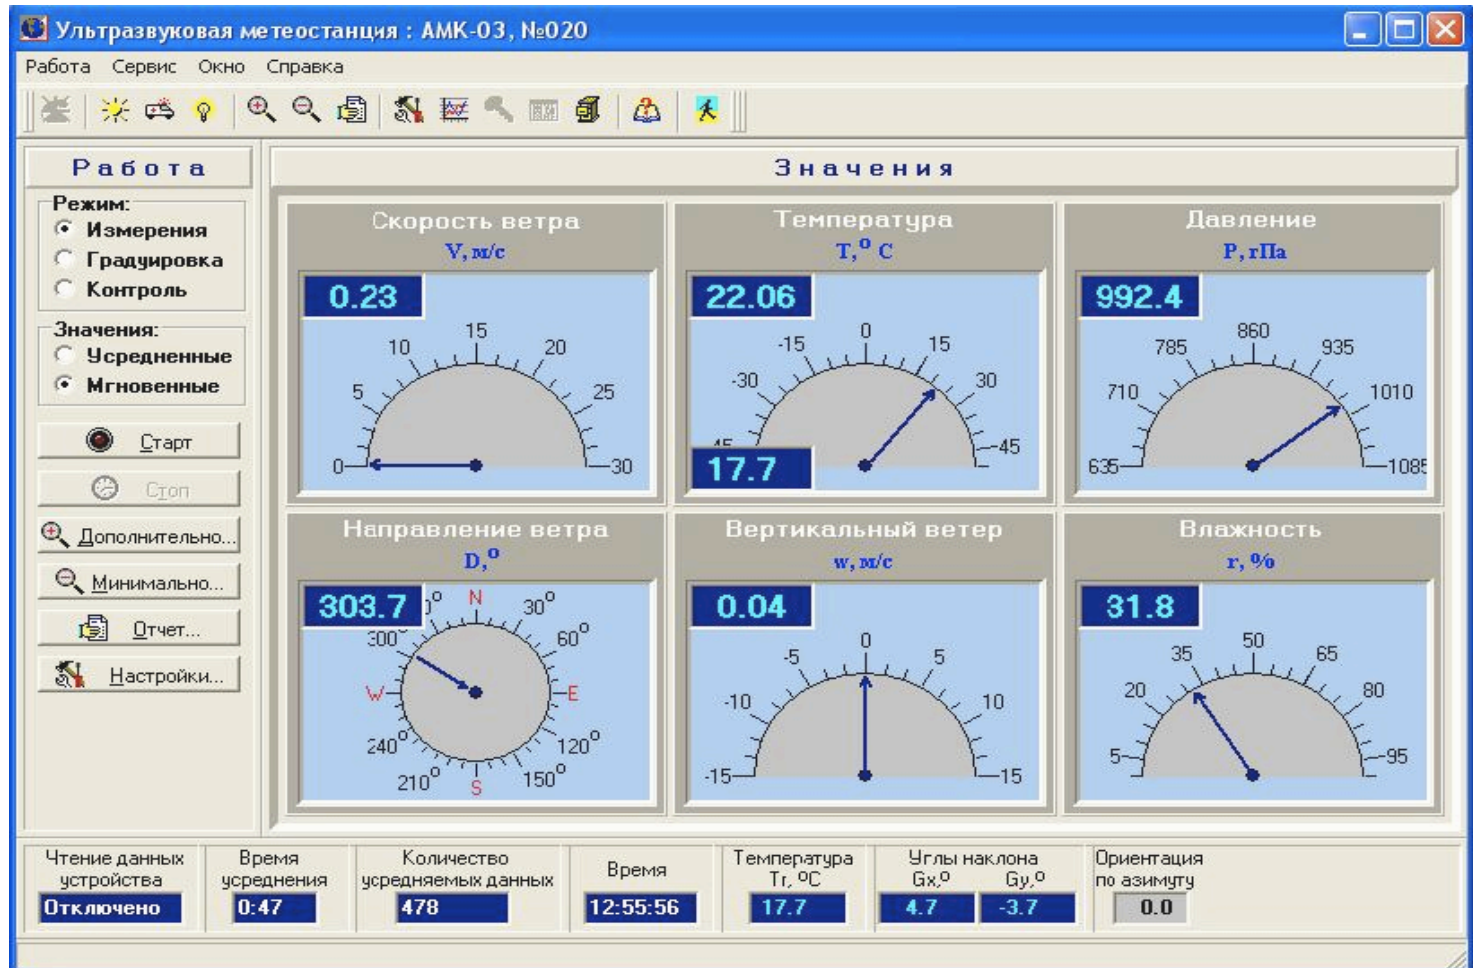 Ультразвуковая метеостанция : АМК-03, №020
Работа Сервис Окно Справка
Работа
Режим:
Измерения
Градуировка
Контроль
Значения:
Усредненные
Мгновенные
Старт
Стоп
Дополнительно...
Минимально...
Отчет...
Настройки...
Значения
Скорость ветра
V, м/с
0.23
0 5 10 15 20 25 30
Температура
T,° C
22.06
-30 -15 0 15 30 45
17.7
Давление
P, гПа
992.4
635 710 785 860 935 1010 1085
Направление ветра
D,°
303.7
N 30° 60° E 120° 150° S 210° 240° W 300°
Вертикальный ветер
w, м/с
0.04
-15 -10 -5 0 5 10 15
Влажность
r, %
31.8
5 20 35 50 65 80 95
Чтение данных
устройства
Отключено
Время
усреднения
0:47
Количество
усредняемых данных
478
Время
12:55:56
Температура
Tr, °C
17.7
Углы наклона
Gx,° Gy,°
4.7 -3.7
Ориентация
по азимуту
0.0